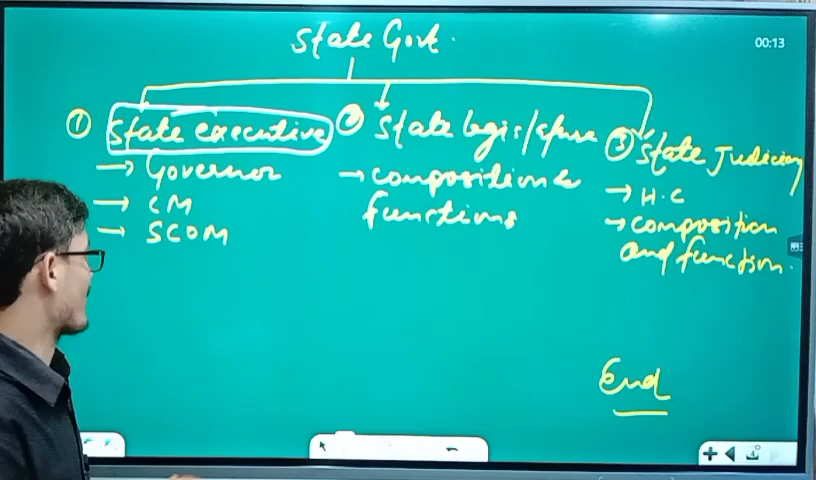 State Govt.
00:13
① State executive
→ Governor
→ CM
→ SCOM
② State legislature
→ composition &
functions
③ State Judiciary
→ H.C
→ composition
and function.
End